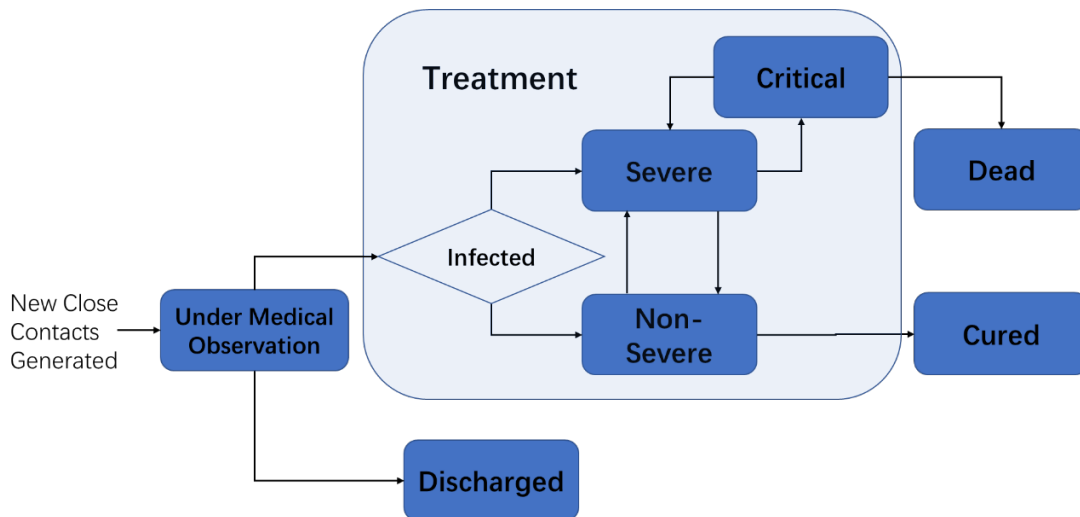 Treatment
Critical
Severe
Dead
Infected
New Close
Contacts
Generated
Under Medical
Observation
Non-
Severe
Cured
Discharged